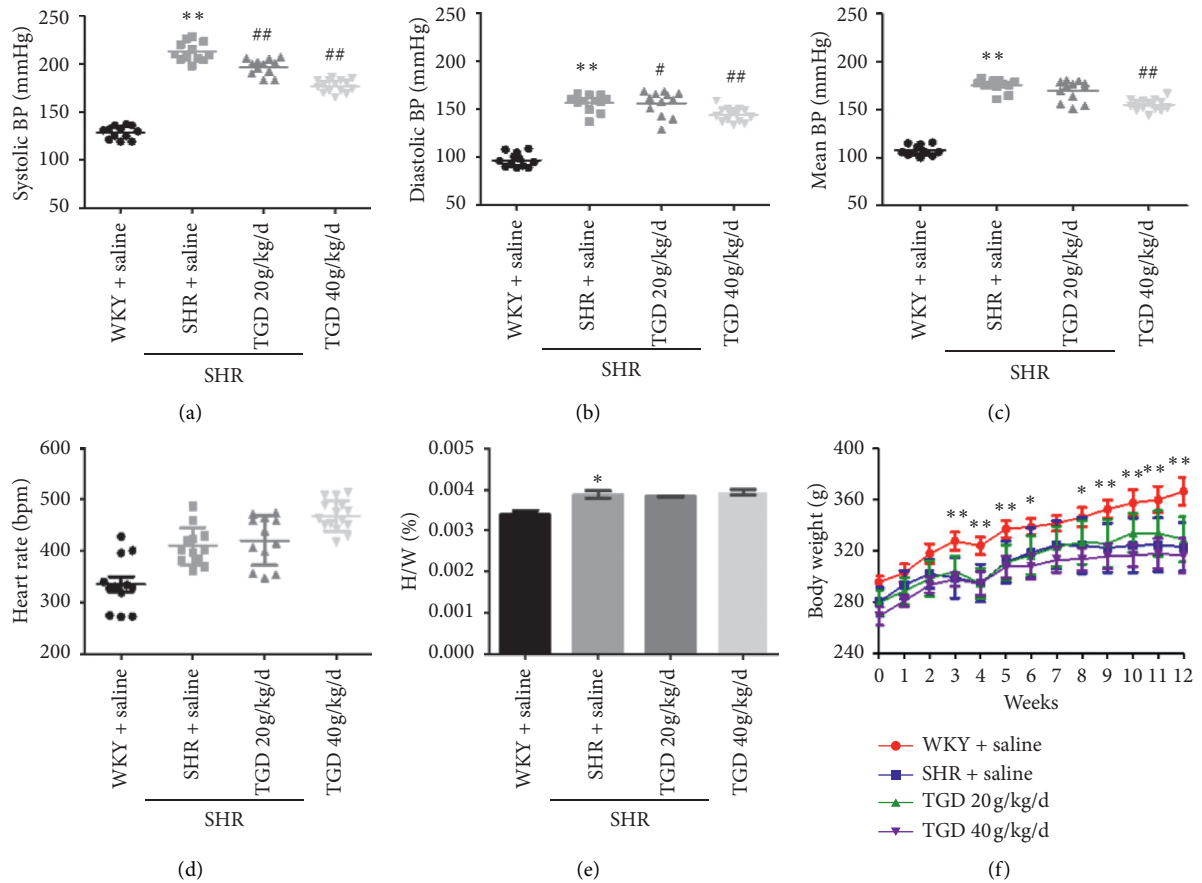 Systolic BP (mmHg)
250
200
150
100
50
**
##
##
WKY + saline
SHR + saline
TGD 20g/kg/d
TGD 40g/kg/d
SHR
(a)
Diastolic BP (mmHg)
250
200
150
100
50
**
#
##
WKY + saline
SHR + saline
TGD 20g/kg/d
TGD 40g/kg/d
SHR
(b)
Mean BP (mmHg)
250
200
150
100
50
**
##
WKY + saline
SHR + saline
TGD 20g/kg/d
TGD 40g/kg/d
SHR
(c)
Heart rate (bpm)
600
500
400
300
200
WKY + saline
SHR + saline
TGD 20g/kg/d
TGD 40g/kg/d
SHR
(d)
H/W (%)
0.005
0.004
0.003
0.002
0.001
0.000
*
WKY + saline
SHR + saline
TGD 20g/kg/d
TGD 40g/kg/d
SHR
(e)
Body weight (g)
400
360
320
280
240
** ** ** * * ** ** ** **
0 1 2 3 4 5 6 7 8 9 10 11 12
Weeks
WKY + saline
SHR + saline
TGD 20g/kg/d
TGD 40g/kg/d
(f)